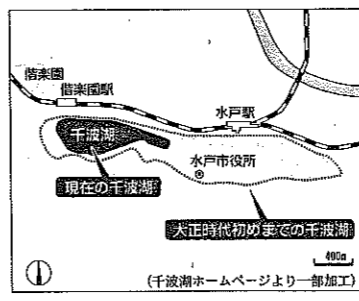 偕楽園
偕楽園駅
水戸駅
千波湖
水戸市役所
現在の千波湖
大正時代初めまでの千波湖
400m
(千波湖ホームページより一部加工)